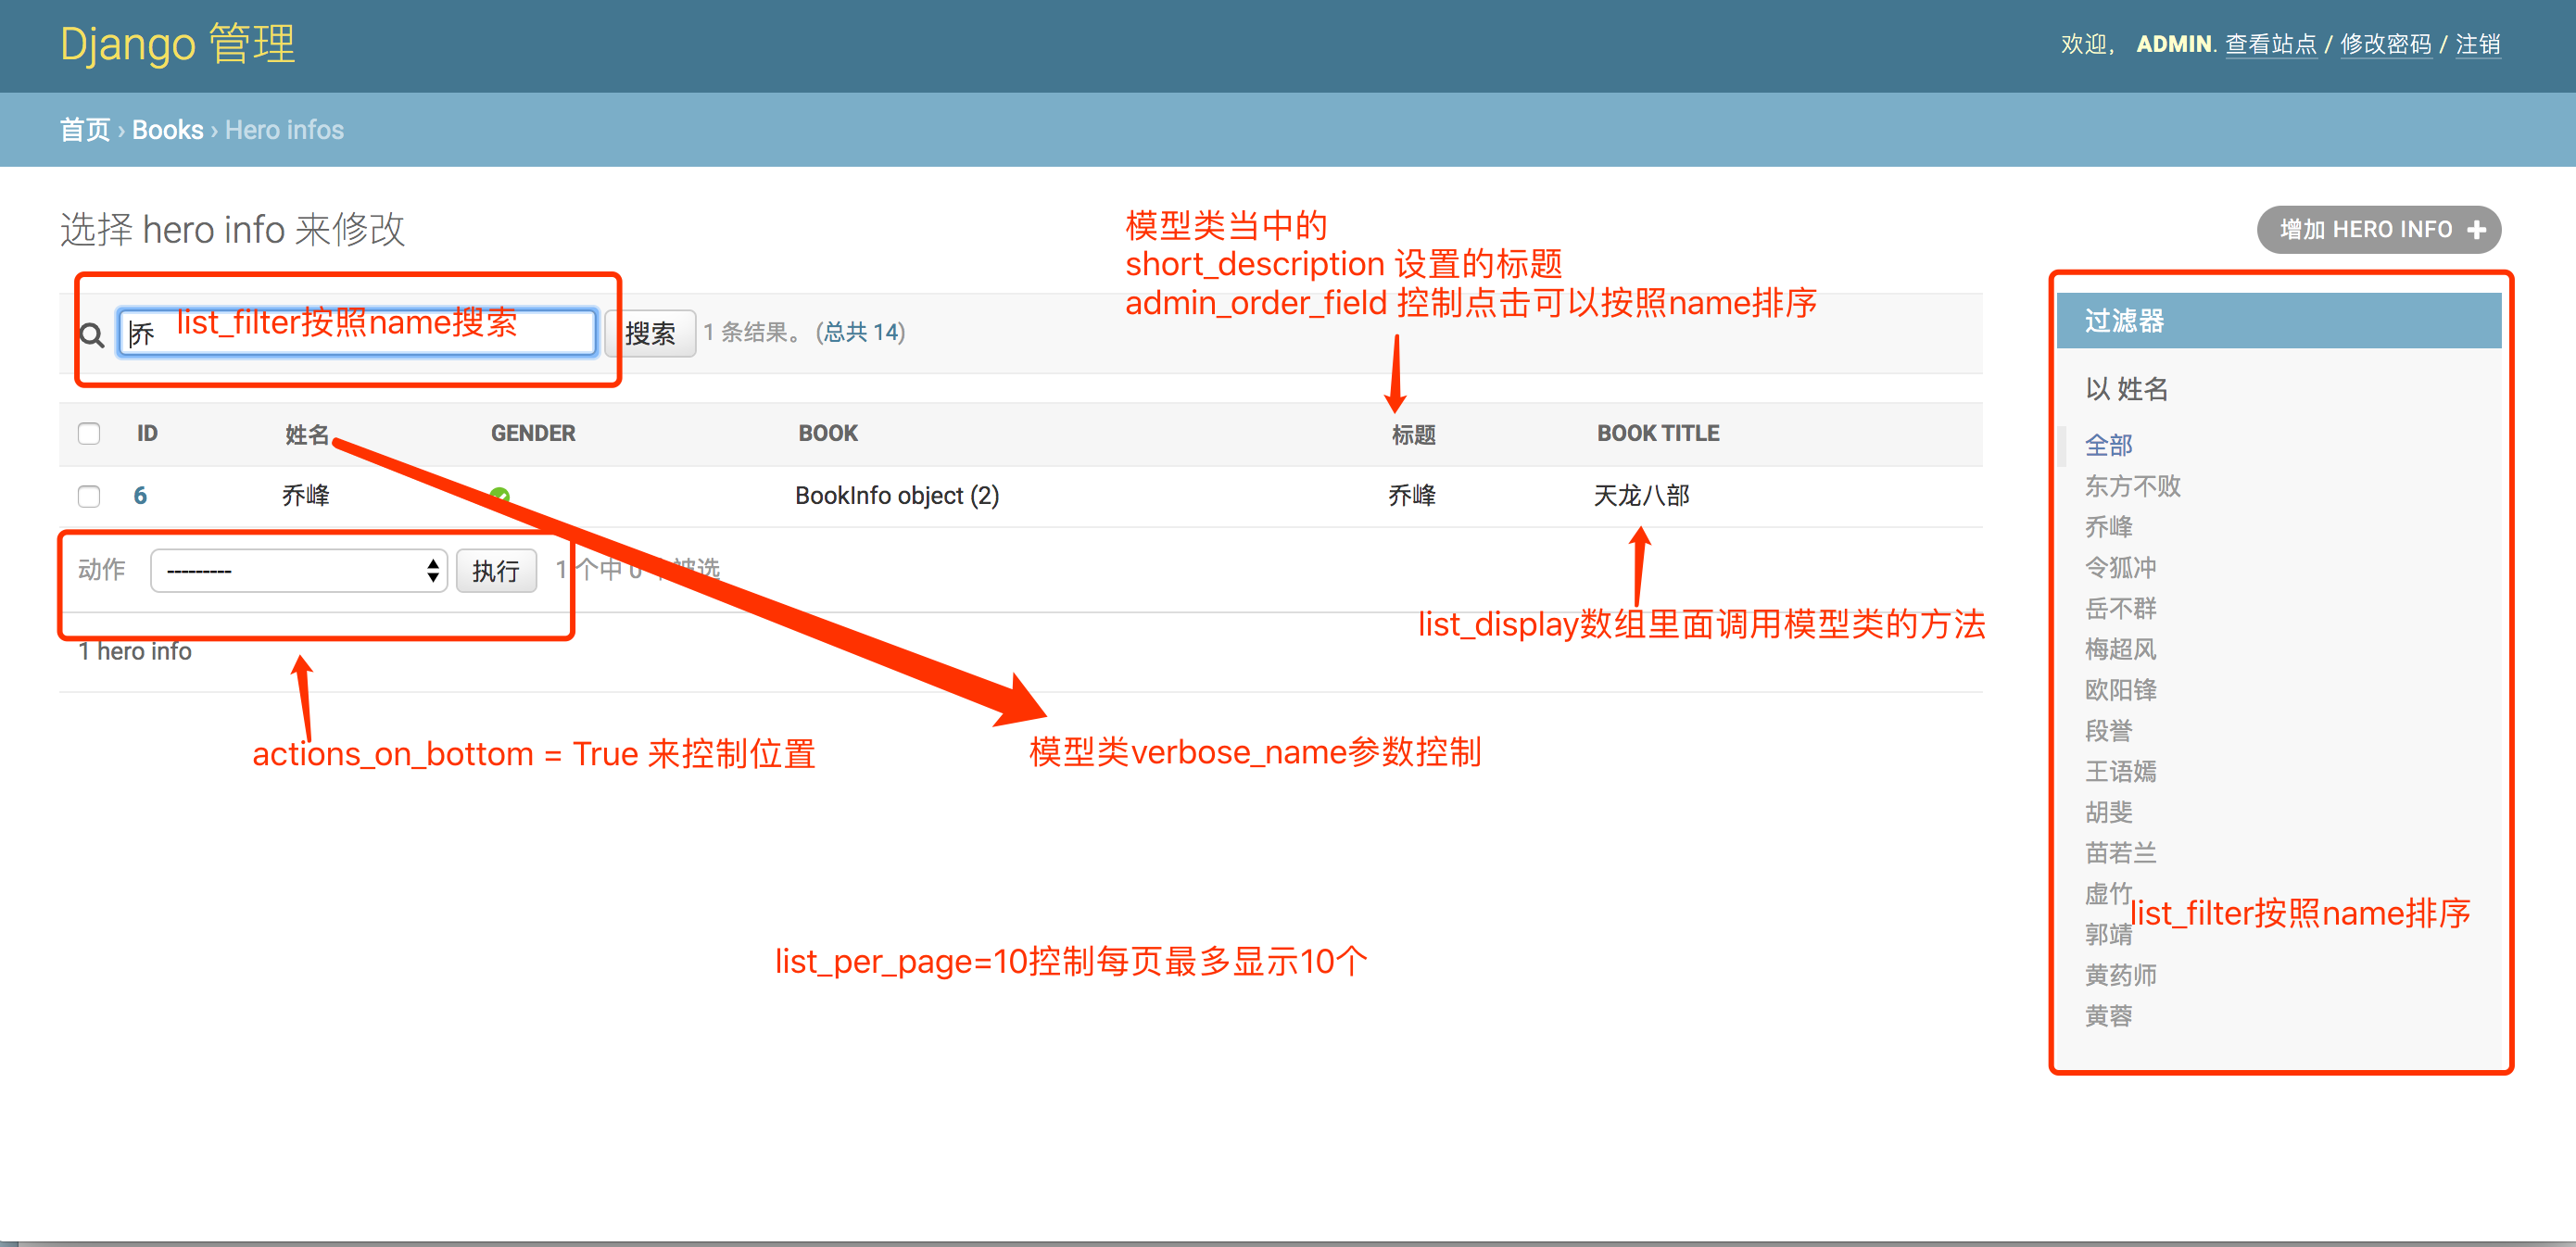 Django 管理
欢迎， ADMIN. 查看站点 / 修改密码 / 注销
首页 › Books › Hero infos
选择 hero info 来修改
增加 HERO INFO
模型类当中的
short_description 设置的标题
admin_order_field 控制点击可以按照name排序
乔
list_filter按照name搜索
搜索
1 条结果。 (总共 14)
ID 姓名 GENDER BOOK 标题 BOOK TITLE
6 乔峰 BookInfo object (2) 乔峰 天龙八部
动作 --------- 执行 1 个中 0 被选
list_display数组里面调用模型类的方法
1 hero info
actions_on_bottom = True 来控制位置
模型类verbose_name参数控制
list_per_page=10控制每页最多显示10个
过滤器
以 姓名
全部
东方不败
乔峰
令狐冲
岳不群
梅超风
欧阳锋
段誉
王语嫣
胡斐
苗若兰
虚竹
list_filter按照name排序
郭靖
黄药师
黄蓉